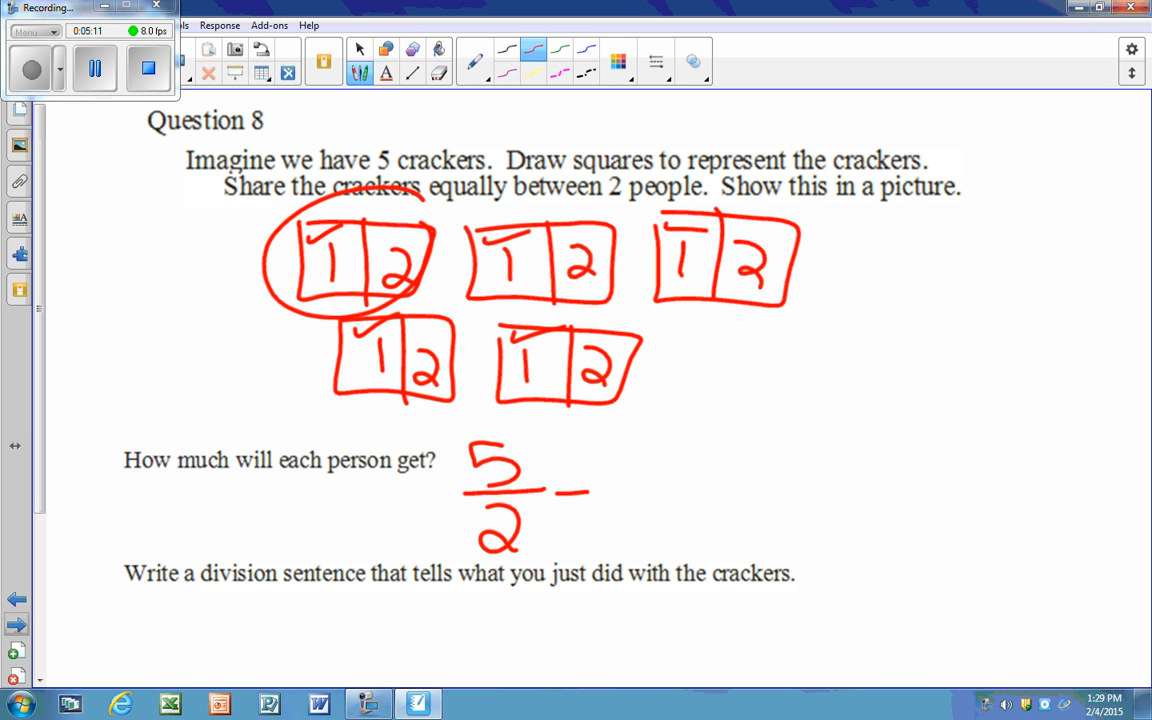 Recording...
Menu 0:05:11 8.0 fps
ols Response Add-ons Help
Question 8
Imagine we have 5 crackers. Draw squares to represent the crackers.
Share the crackers equally between 2 people. Show this in a picture.
1 2 1 2 1 2
1 2 1 2
How much will each person get?
5
2
Write a division sentence that tells what you just did with the crackers.
1:29 PM
2/4/2015